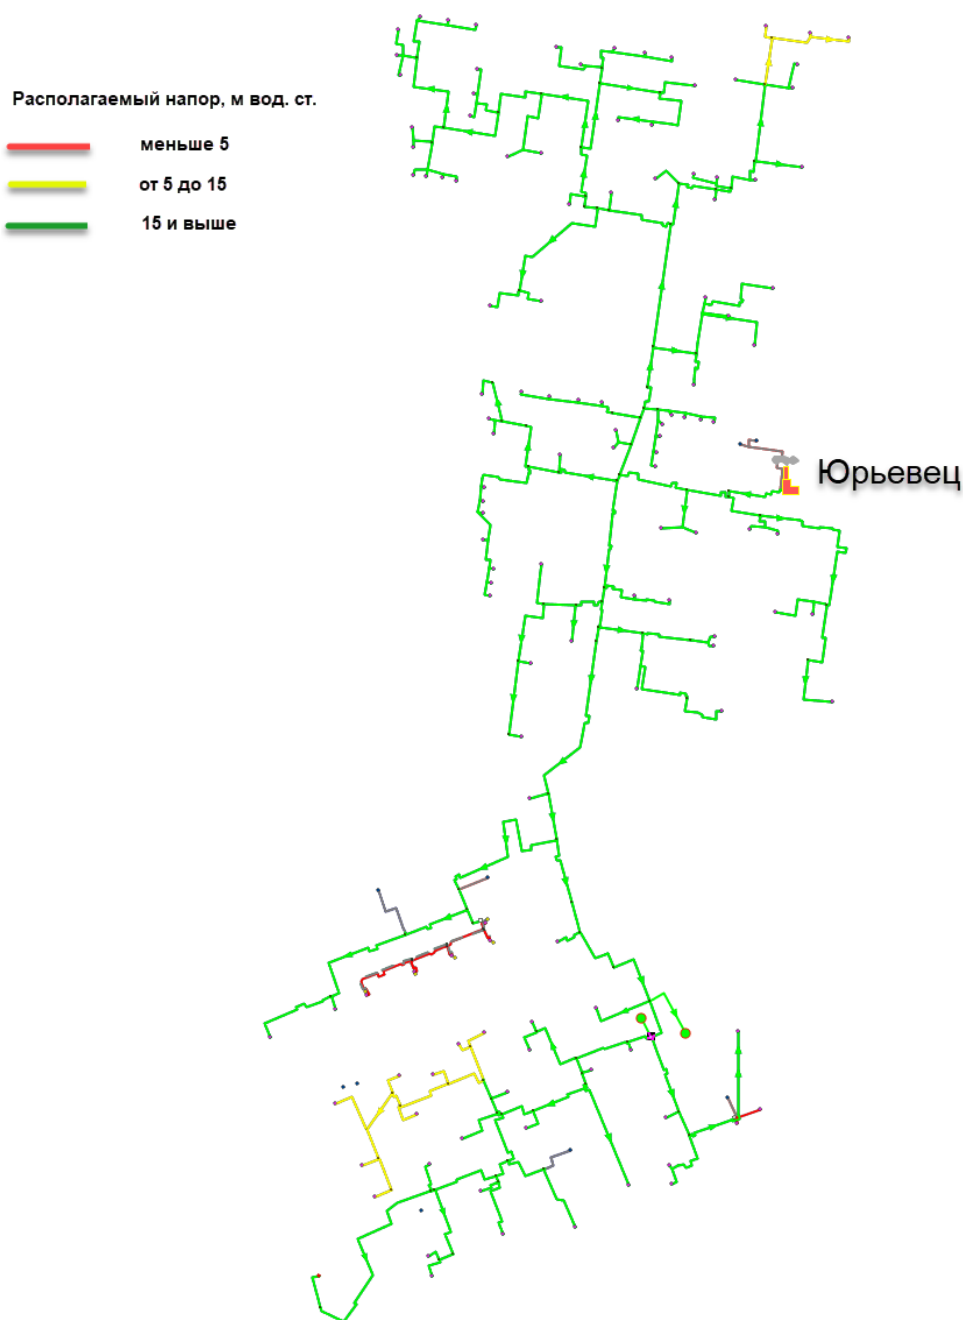 Располагаемый напор, м вод. ст.
меньше 5
от 5 до 15
15 и выше
Юрьевец